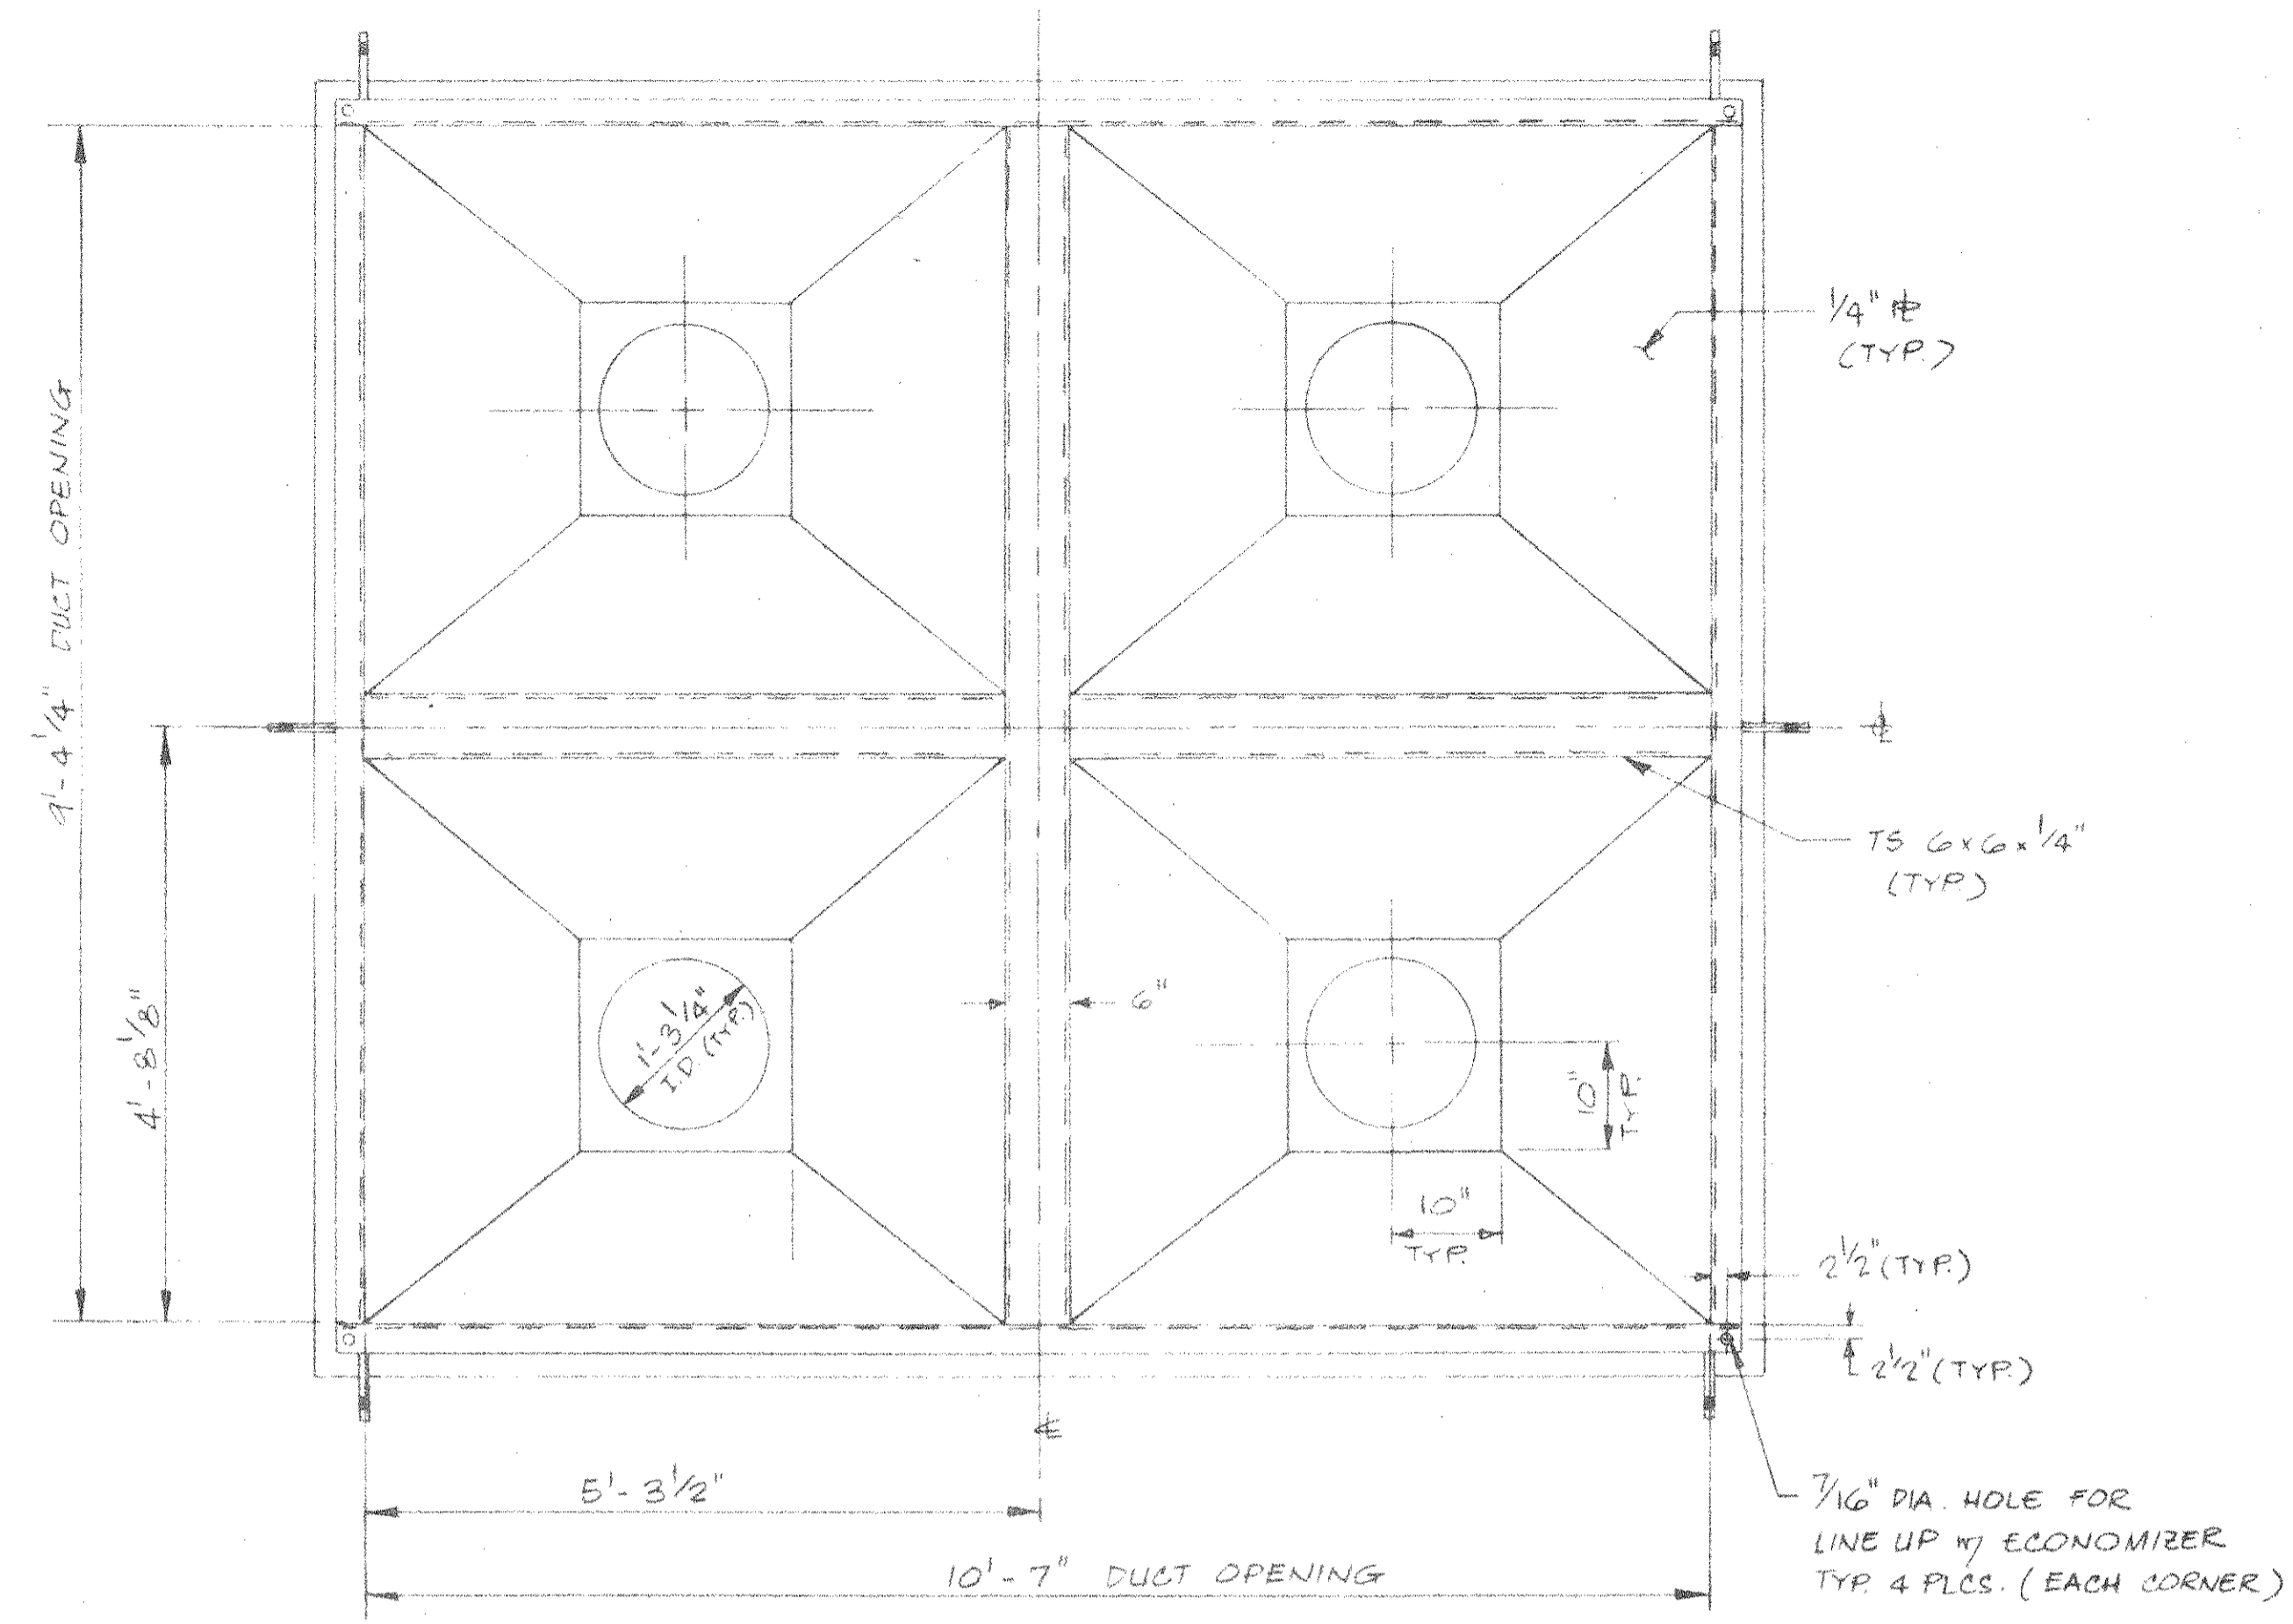 1/4" ℄
(TYP.)
9'-4 1/4" DUCT OPENING
℄
TS 6x6x1/4"
(TYP.)
4'-8 1/8"
1'-3 1/4"
I.D. (TYP.)
6"
10"
TYP.
10"
TYP.
2 1/2" (TYP.)
2 1/2" (TYP.)
℄
5'-3 1/2"
7/16" DIA. HOLE FOR
LINE UP W/ ECONOMIZER
TYP. 4 PLCS. (EACH CORNER)
10'-7" DUCT OPENING